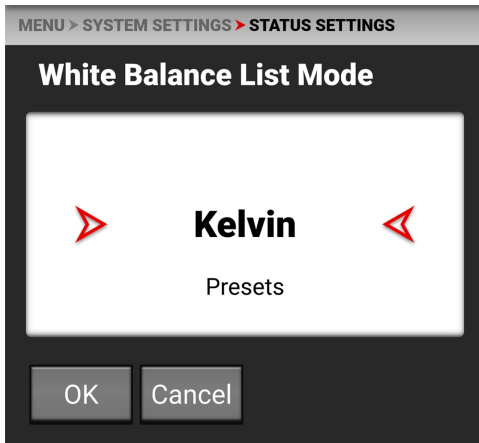 MENU > SYSTEM SETTINGS > STATUS SETTINGS
White Balance List Mode
Kelvin
Presets
OK Cancel